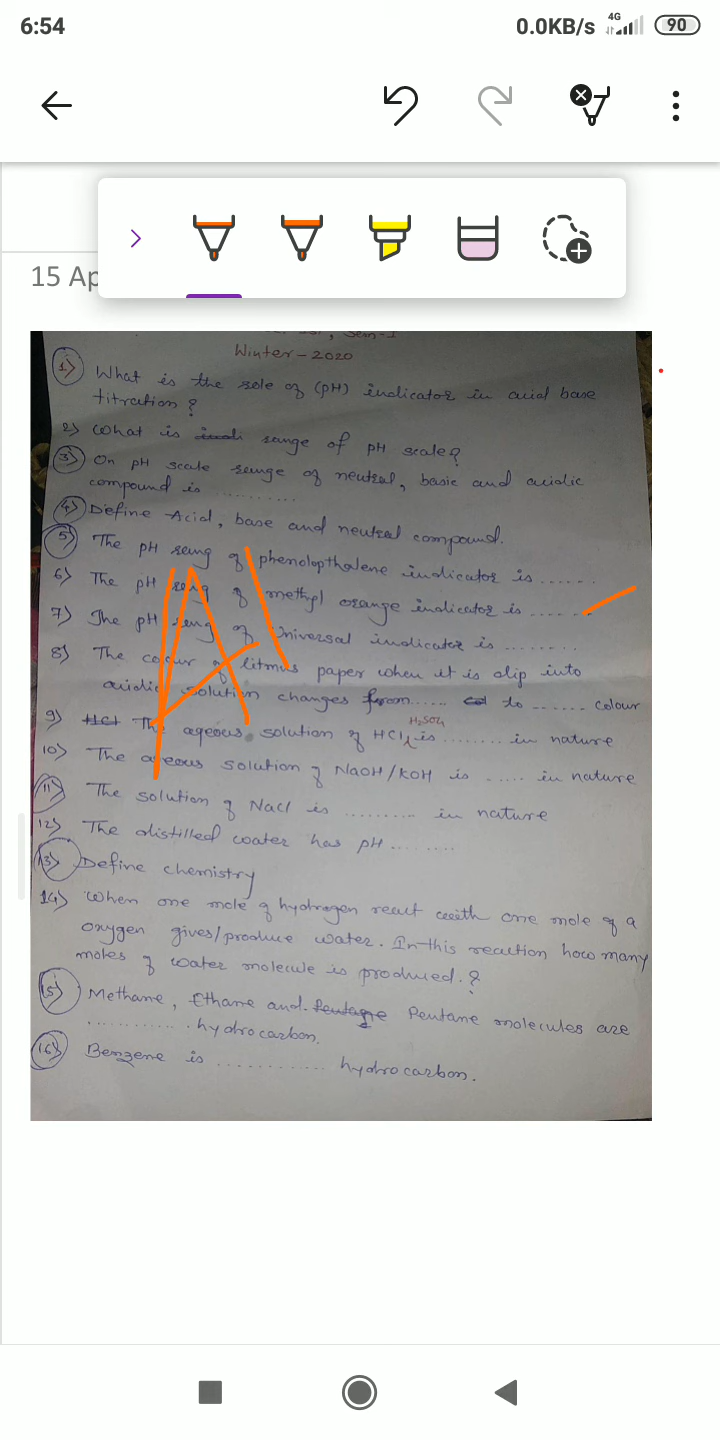 6:54
0.0KB/s 4G 90
15 Ap
Sem-I
Winter-2020
1) What is the role of (pH) indicator in acid base
titration?
2) What is range of pH scale?
3) On pH scale range of neutral, basic and acidic
compound is ............
4) Define Acid, base and neutral compound.
5) The pH reng of phenolopthalene indicator is ......
6) The pH reng of methyl orange indicator is ......
7) The pH reng of Universal indicator is ........
8) The colour of litmus paper when it is dip into
acidic solution changes from..... to ....... colour
9) The aqeous solution of HCl, H₂SO₄ is ........ in nature
10) The aqeous solution of NaOH/KOH is ..... in nature
11) The solution of NaCl is .......... in nature
12) The distilled water has pH ........
13) Define chemistry
14) When one mole of hydrogen react with one mole of a
oxygen gives/produce water. In this reaction how many
moles of water molecule is produced.?
15) Methane, Ethane and Pentane molecules are
............. hydrocarbon.
16) Benzene is ............ hydrocarbon.